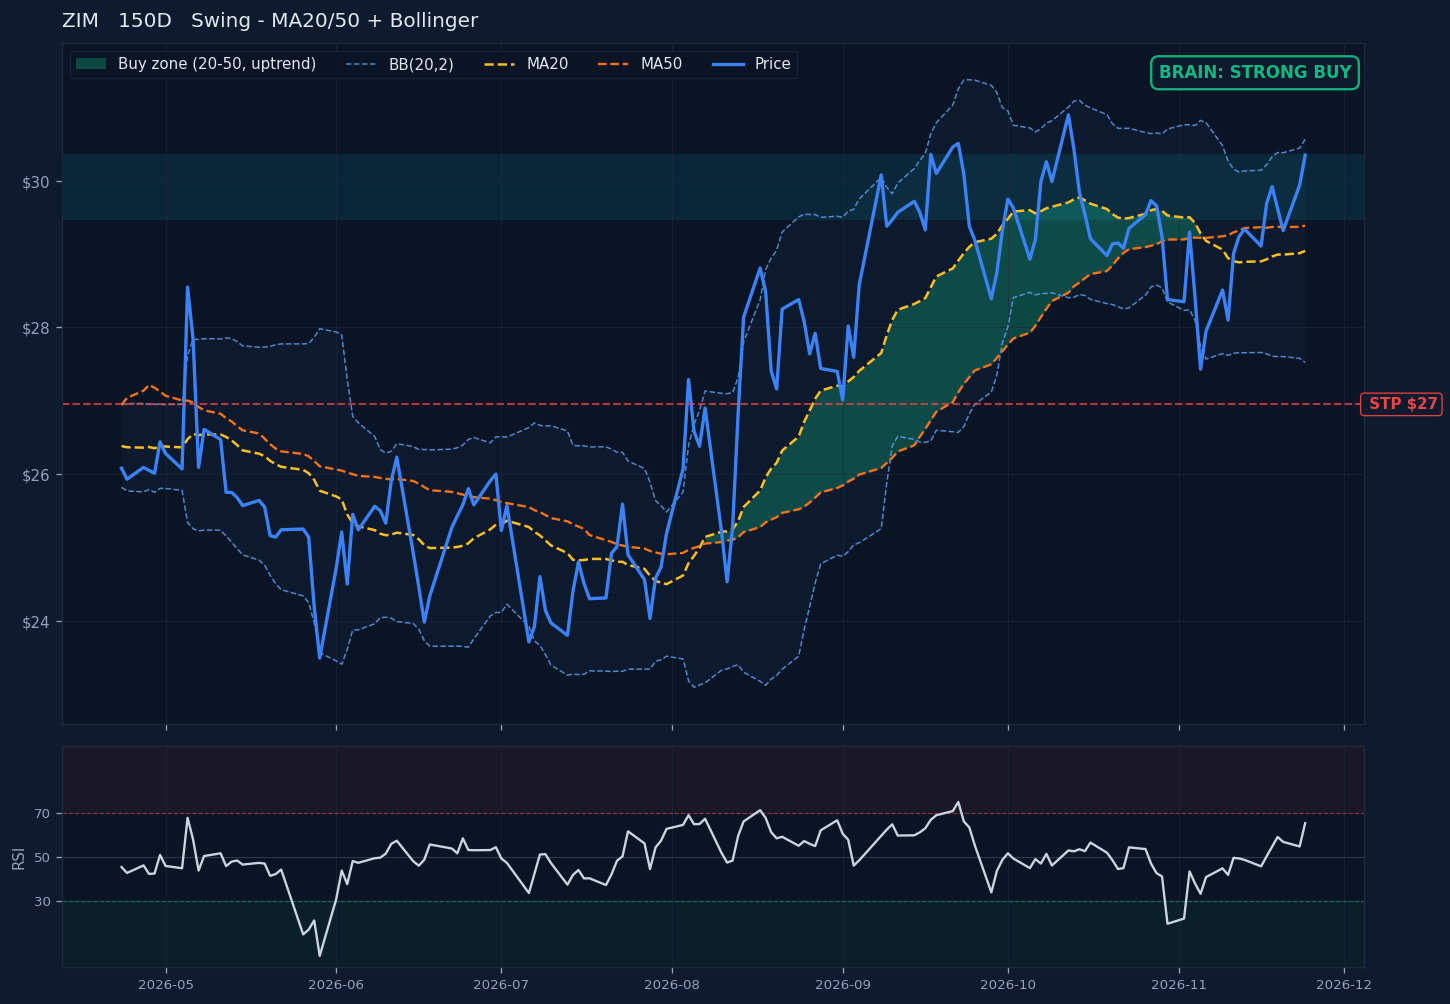 ZIM   150D   Swing - MA20/50 + Bollinger
Buy zone (20-50, uptrend)   BB(20,2)   MA20   MA50   Price
BRAIN: STRONG BUY
$30
$28
STP $27
$26
$24
RSI
70
50
30
2026-05   2026-06   2026-07   2026-08   2026-09   2026-10   2026-11   2026-12